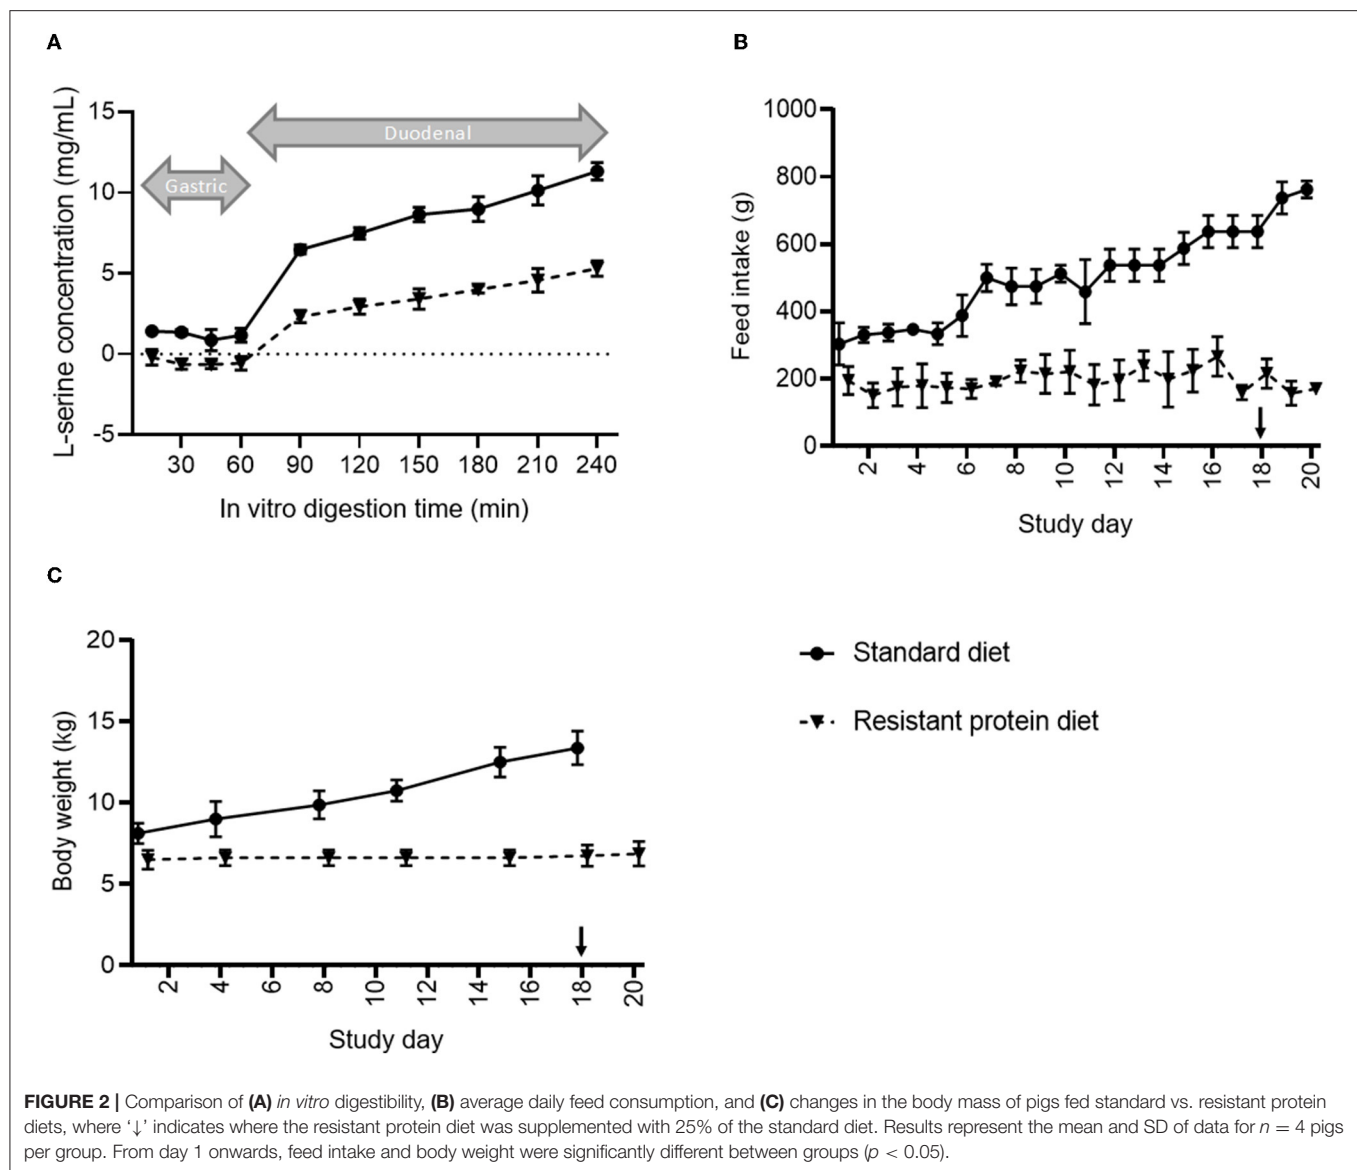 A
L-serine concentration (mg/mL)
15
10
5
0
-5
Duodenal
Gastric
30 60 90 120 150 180 210 240
In vitro digestion time (min)
B
Feed intake (g)
1000
800
600
400
200
0
2 4 6 8 10 12 14 16 18 20
Study day
C
Body weight (kg)
20
15
10
5
0
2 4 6 8 10 12 14 16 18 20
Study day
Standard diet
Resistant protein diet
FIGURE 2 | Comparison of (A) in vitro digestibility, (B) average daily feed consumption, and (C) changes in the body mass of pigs fed standard vs. resistant protein
diets, where ‘↓’ indicates where the resistant protein diet was supplemented with 25% of the standard diet. Results represent the mean and SD of data for n = 4 pigs
per group. From day 1 onwards, feed intake and body weight were significantly different between groups (p < 0.05).